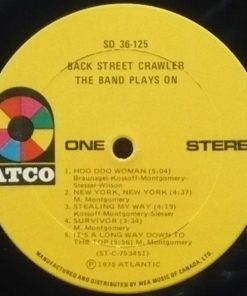 SD 36-125
BACK STREET CRAWLER
THE BAND PLAYS ON
ATCO
ONE STEREO
1. HOO DOO WOMAN (5:04)
Braunagel-Kossoff-Montgomery-
Slesser-Wilson
2. NEW YORK, NEW YORK (4:37)
M. Montgomery
3. STEALING MY WAY (4:19)
Kossoff-Montgomery-Slesser
4. SURVIVOR (3:34)
M. Montgomery
5. IT'S A LONG WAY DOWN TO
THE TOP (5:56) M. Montgomery
(ST-C-753451)
℗ 1975 ATLANTIC
MANUFACTURED AND DISTRIBUTED BY WEA MUSIC OF CANADA, LTD.